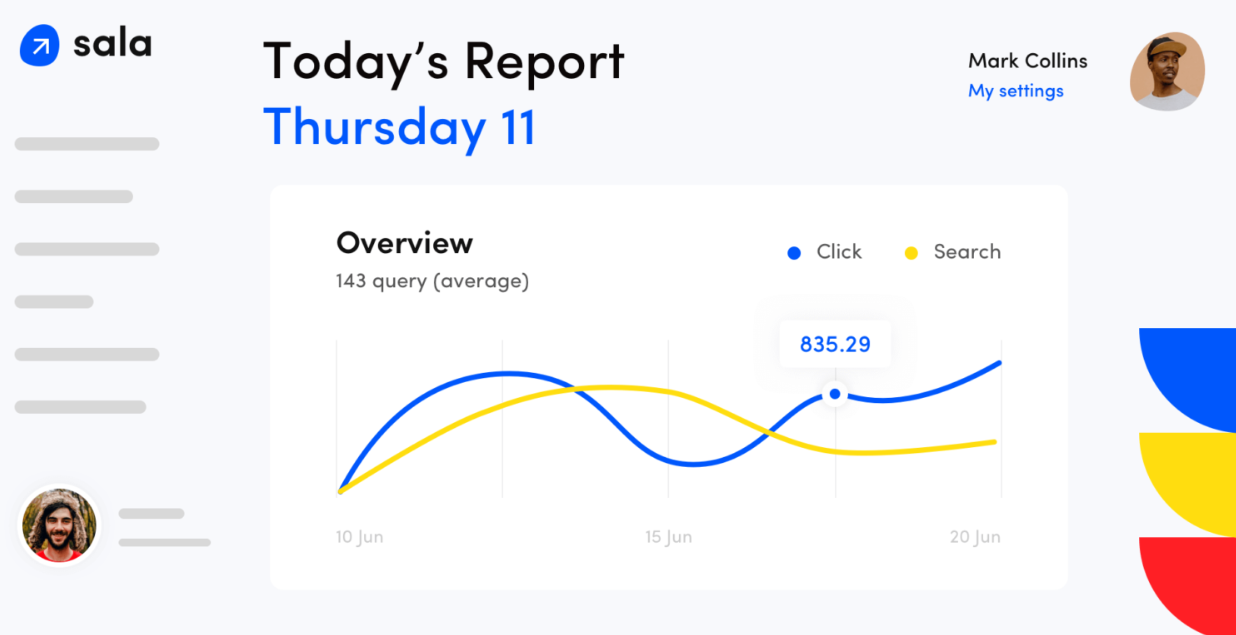 sala
Today’s Report
Thursday 11
Mark Collins
My settings
Overview
143 query (average)
Click
Search
835.29
10 Jun
15 Jun
20 Jun